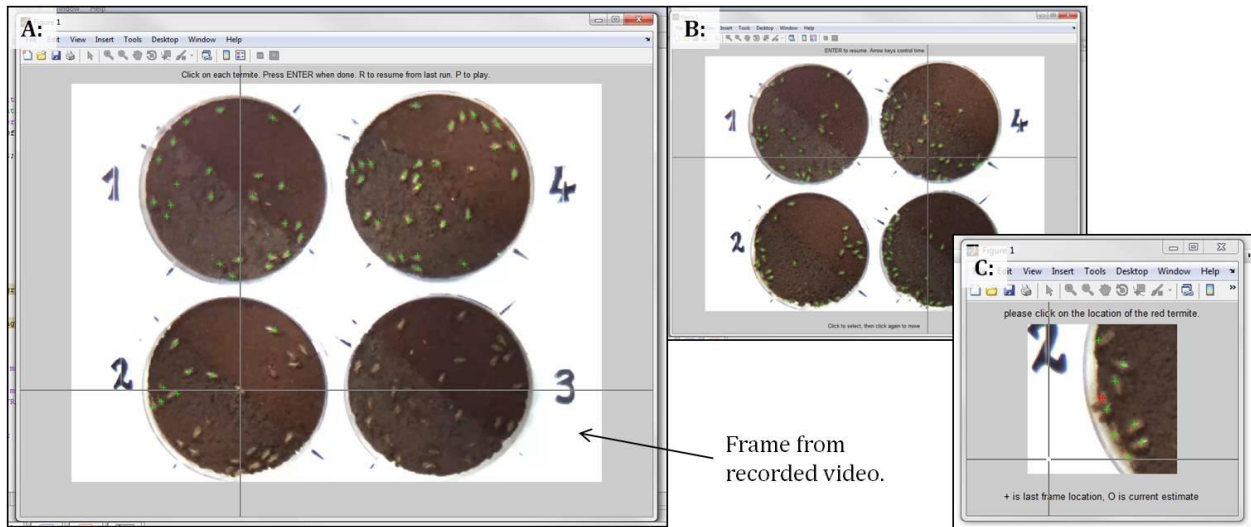 A:
Figure 1
Edit View Insert Tools Desktop Window Help
Click on each termite. Press ENTER when done. R to resume from last run. P to play.
1
4
2
3
B:
Insert Tools Desktop Window Help
ENTER to resume. Arrow keys control time
1
4
2
Click to select, then click again to move
C:
Figure 1
Edit View Insert Tools Desktop Window Help
please click on the location of the red termite.
2
+ is last frame location, O is current estimate
Frame from
recorded video.